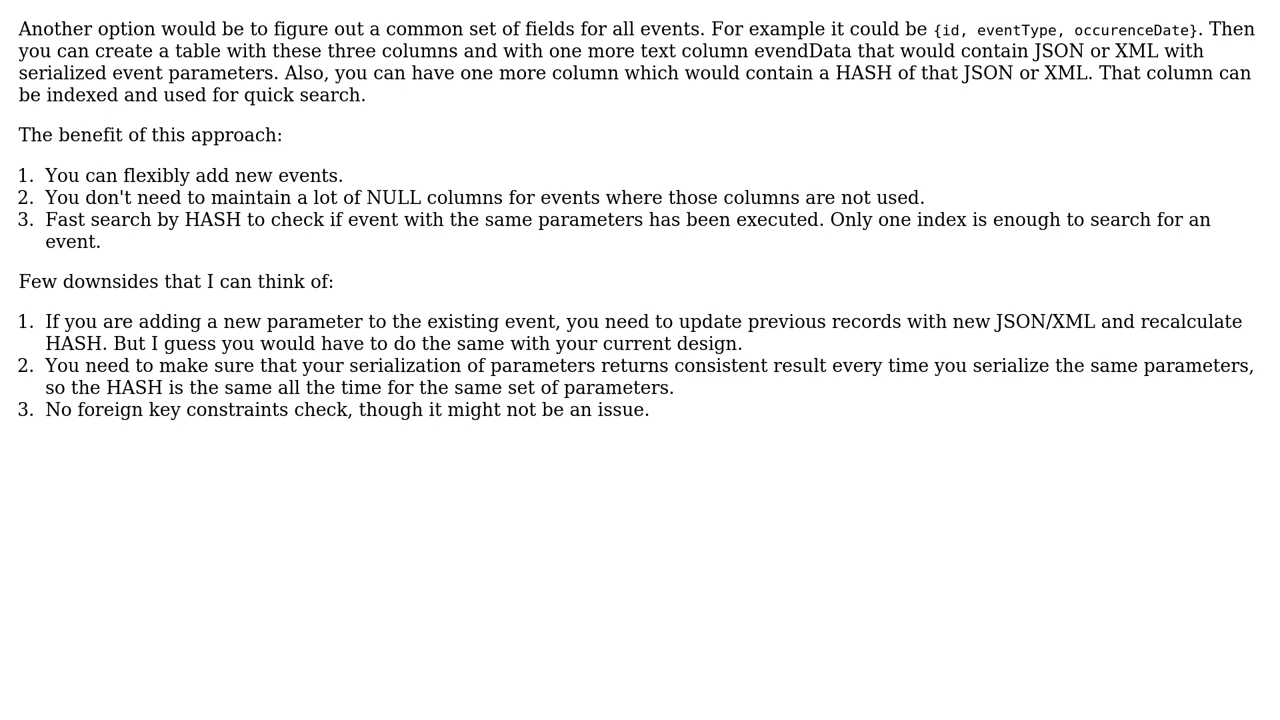 Another option would be to figure out a common set of fields for all events. For example it could be {id, eventType, occurenceDate}. Then
you can create a table with these three columns and with one more text column evendData that would contain JSON or XML with
serialized event parameters. Also, you can have one more column which would contain a HASH of that JSON or XML. That column can
be indexed and used for quick search.
The benefit of this approach:
1. You can flexibly add new events.
2. You don't need to maintain a lot of NULL columns for events where those columns are not used.
3. Fast search by HASH to check if event with the same parameters has been executed. Only one index is enough to search for an
event.
Few downsides that I can think of:
1. If you are adding a new parameter to the existing event, you need to update previous records with new JSON/XML and recalculate
HASH. But I guess you would have to do the same with your current design.
2. You need to make sure that your serialization of parameters returns consistent result every time you serialize the same parameters,
so the HASH is the same all the time for the same set of parameters.
3. No foreign key constraints check, though it might not be an issue.